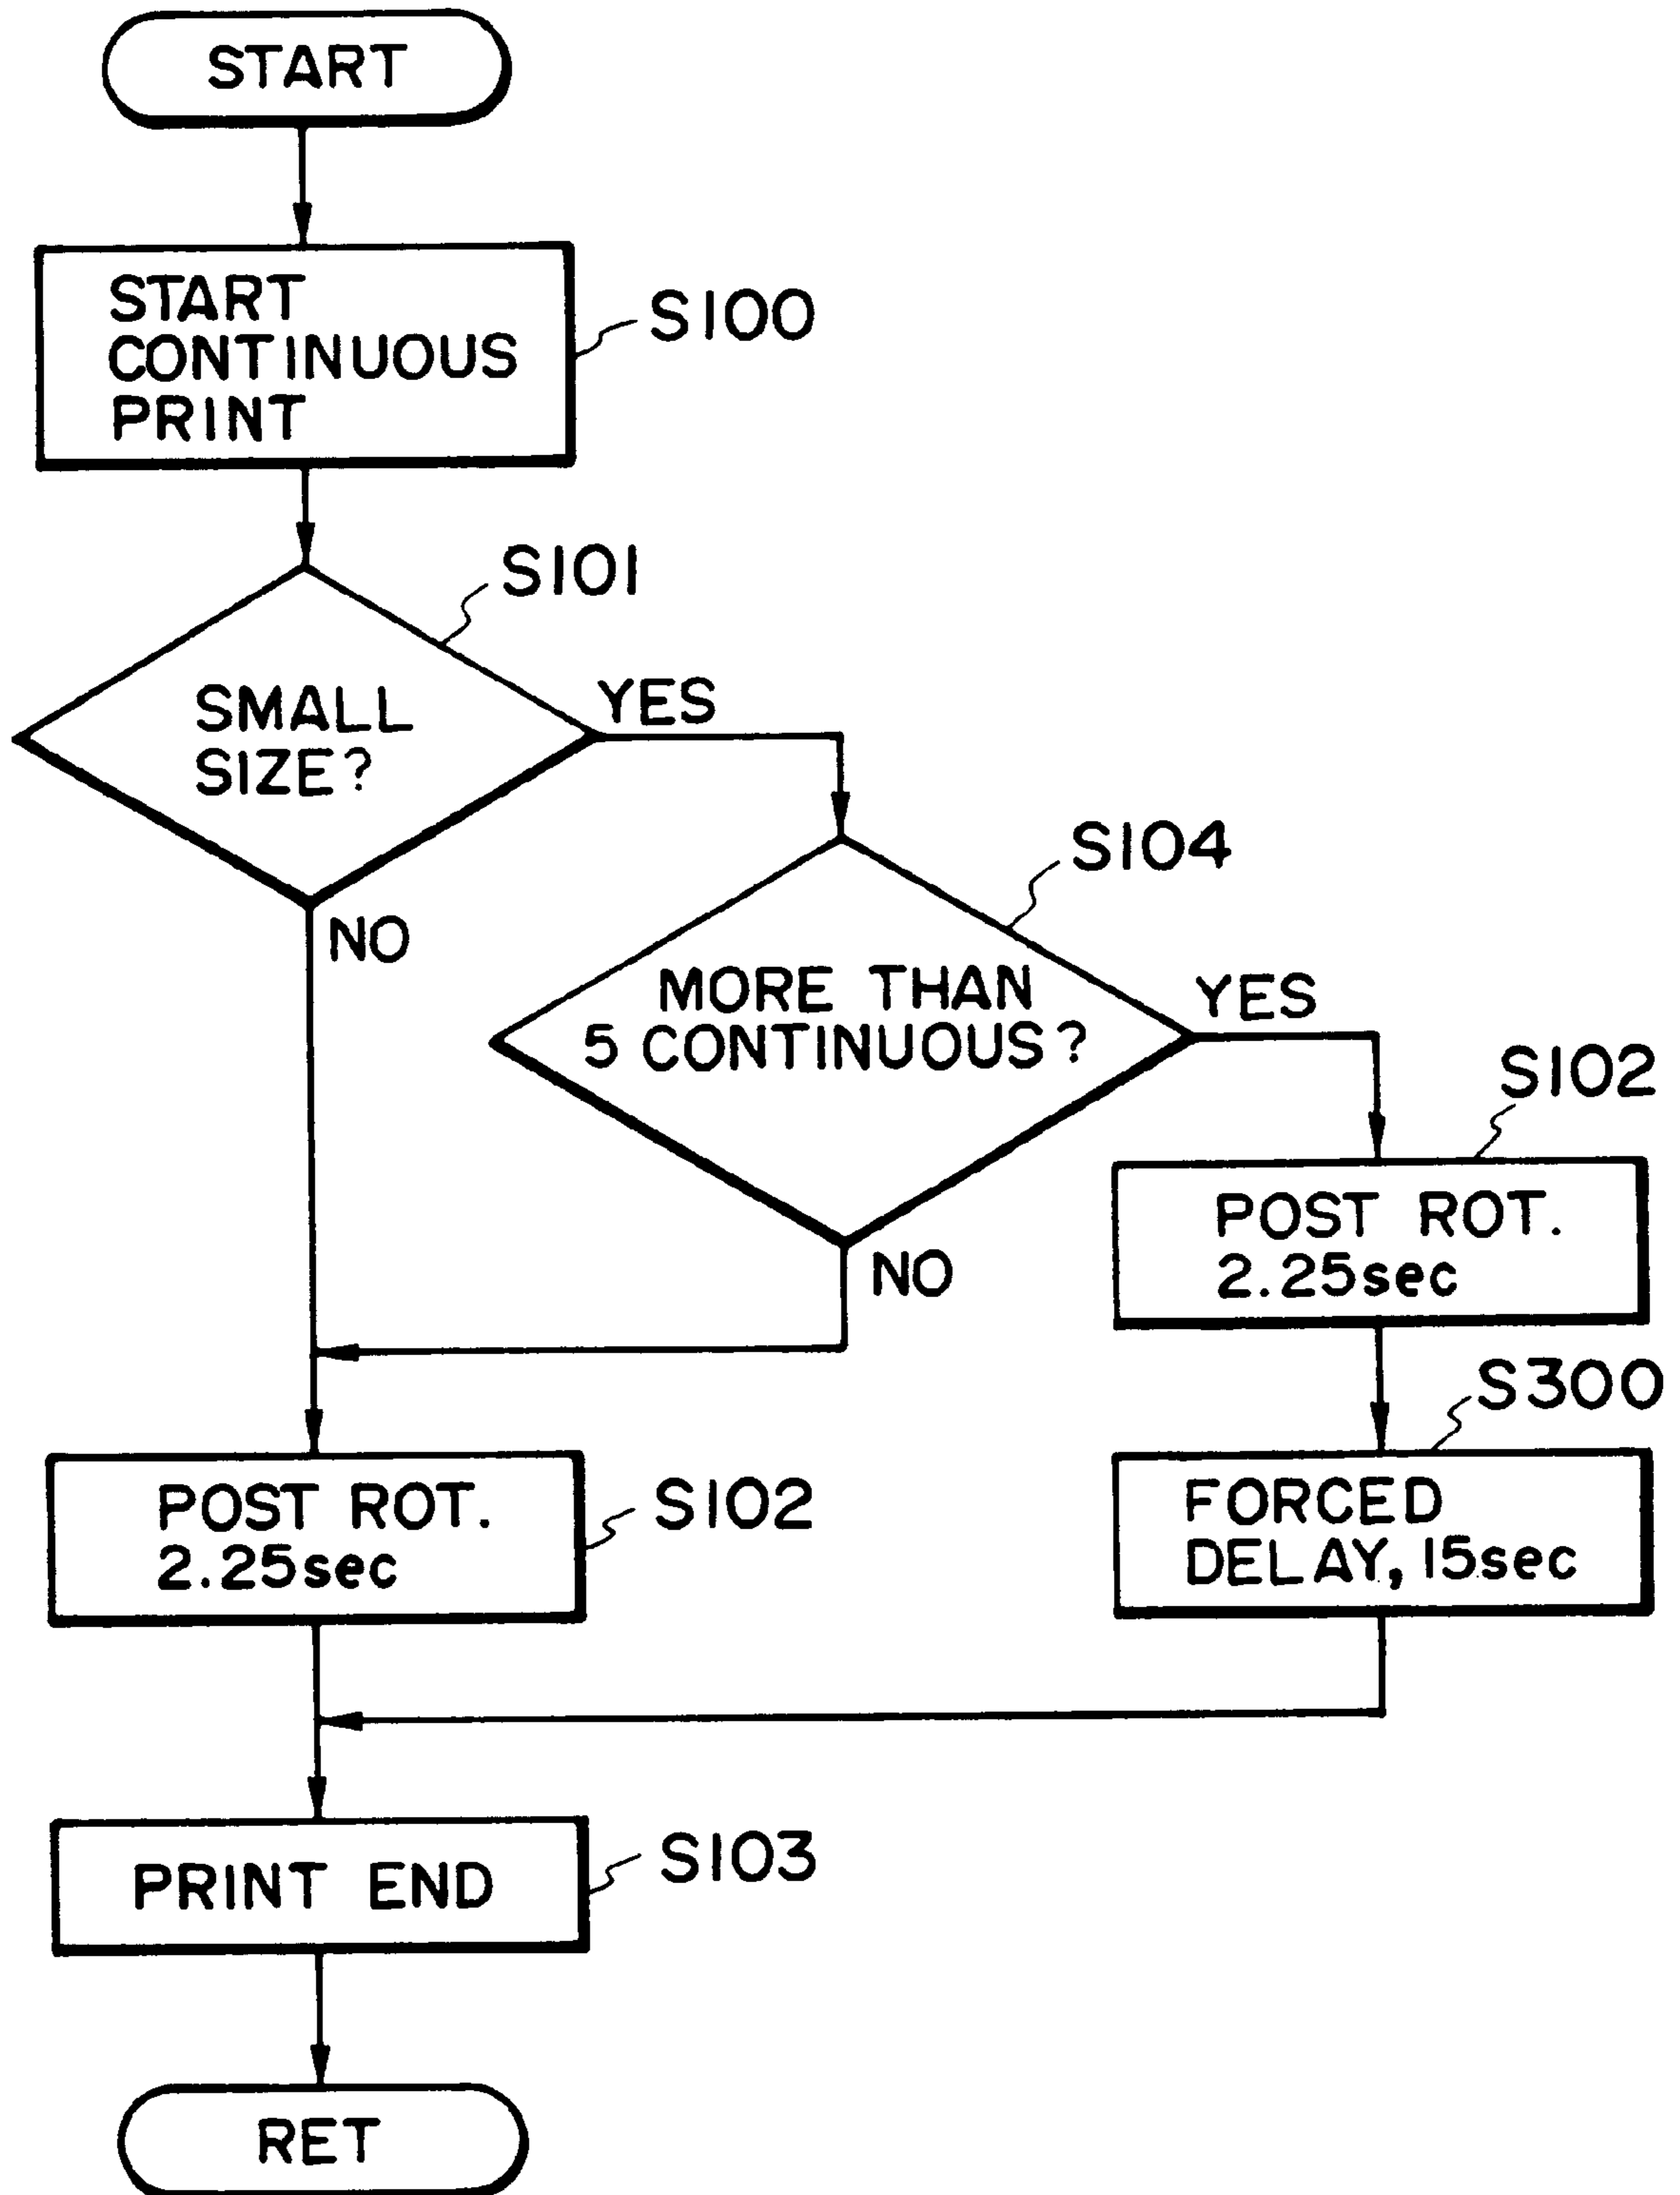 START
START
CONTINUOUS
PRINT
S100
S101
SMALL
SIZE?
YES
NO
S104
MORE THAN
5 CONTINUOUS?
YES
NO
S102
POST ROT.
2.25sec
S300
FORCED
DELAY, 15sec
POST ROT.
2.25sec
S102
PRINT END
S103
RET